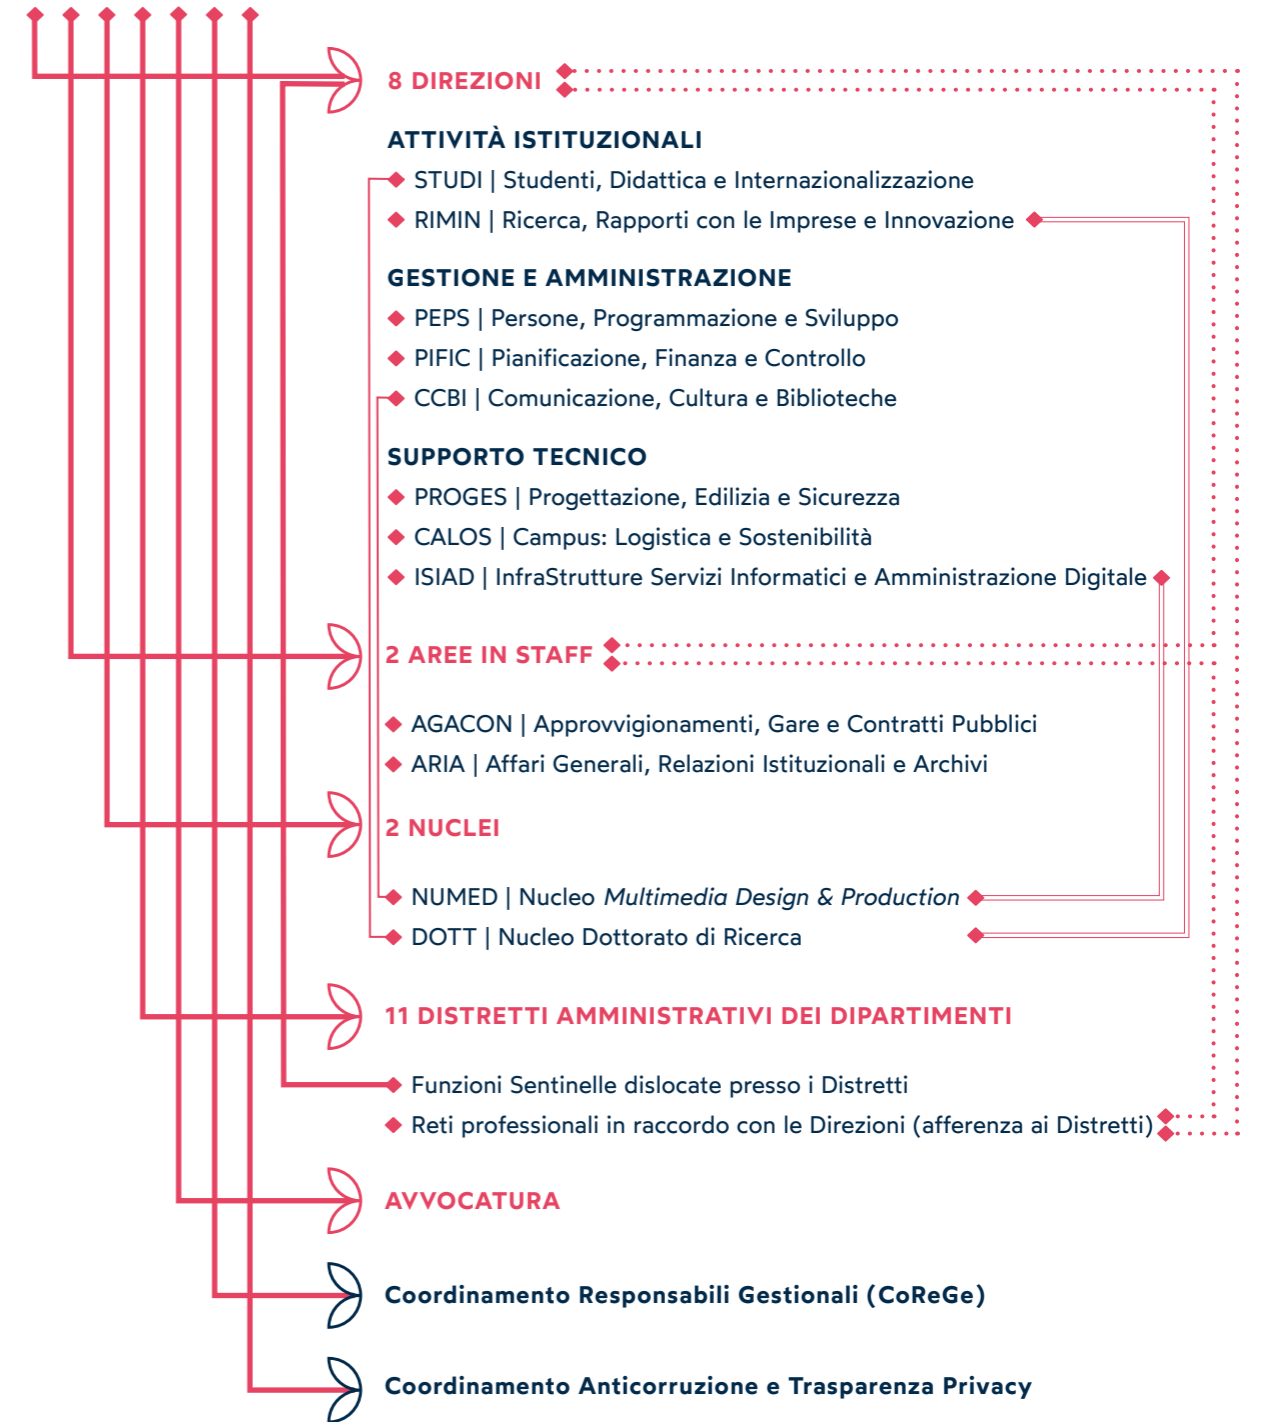 8 DIREZIONI
ATTIVITÀ ISTITUZIONALI
STUDI | Studenti, Didattica e Internazionalizzazione
RIMIN | Ricerca, Rapporti con le Imprese e Innovazione
GESTIONE E AMMINISTRAZIONE
PEPS | Persone, Programmazione e Sviluppo
PIFIC | Pianificazione, Finanza e Controllo
CCBI | Comunicazione, Cultura e Biblioteche
SUPPORTO TECNICO
PROGES | Progettazione, Edilizia e Sicurezza
CALOS | Campus: Logistica e Sostenibilità
ISIAD | InfraStrutture Servizi Informatici e Amministrazione Digitale
2 AREE IN STAFF
AGACON | Approvvigionamenti, Gare e Contratti Pubblici
ARIA | Affari Generali, Relazioni Istituzionali e Archivi
2 NUCLEI
NUMED | Nucleo Multimedia Design & Production
DOTT | Nucleo Dottorato di Ricerca
11 DISTRETTI AMMINISTRATIVI DEI DIPARTIMENTI
Funzioni Sentinelle dislocate presso i Distretti
Reti professionali in raccordo con le Direzioni (afferenza ai Distretti)
AVVOCATURA
Coordinamento Responsabili Gestionali (CoReGe)
Coordinamento Anticorruzione e Trasparenza Privacy